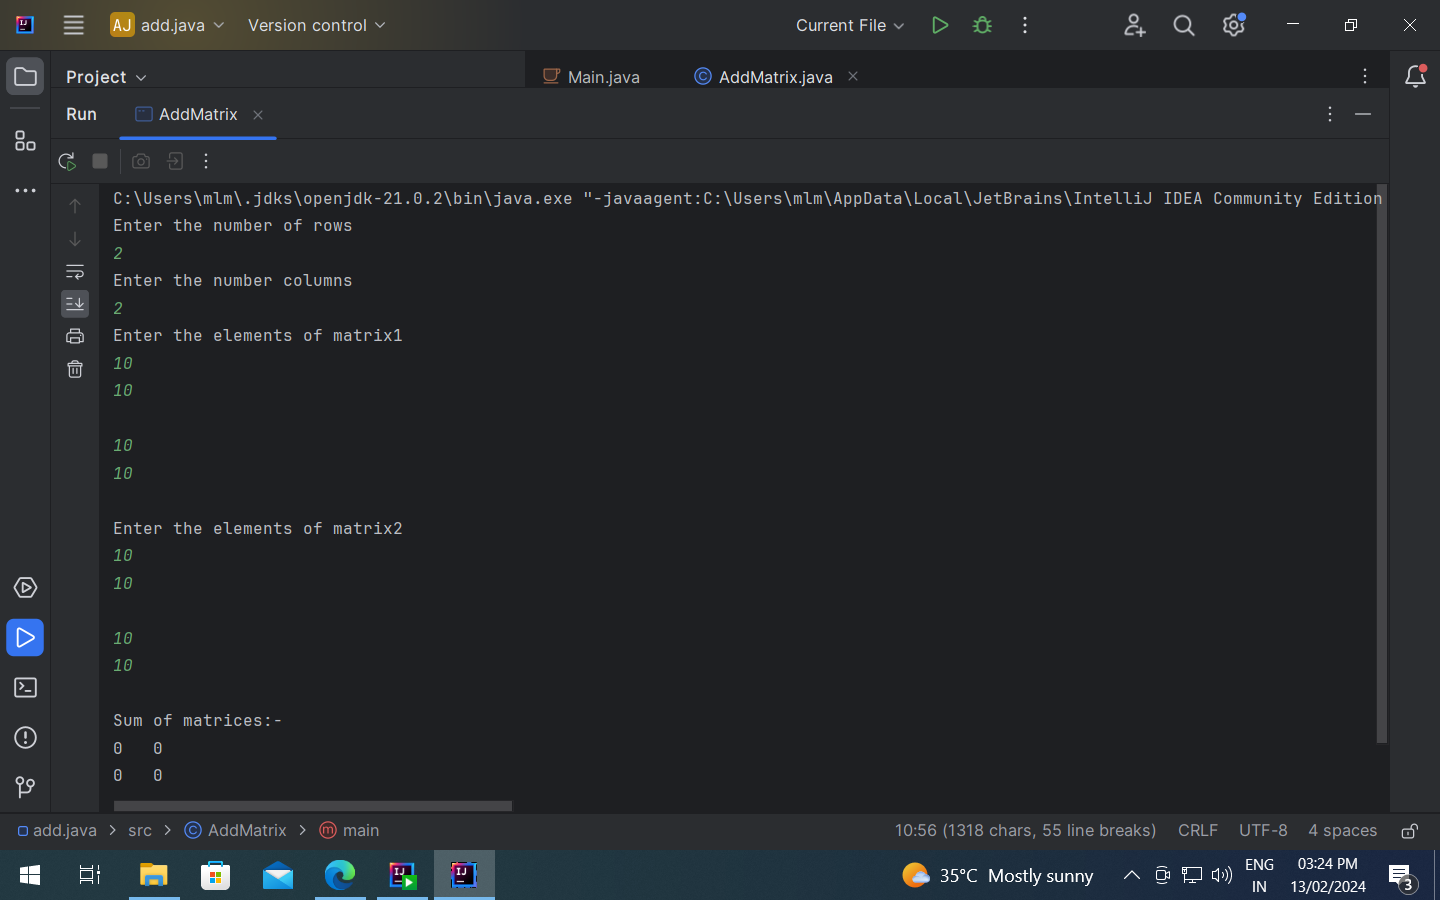 AJ add.java Version control Current File
Project Main.java AddMatrix.java
Run AddMatrix
C:\Users\mlm\.jdks\openjdk-21.0.2\bin\java.exe "-javaagent:C:\Users\mlm\AppData\Local\JetBrains\IntelliJ IDEA Community Edition
Enter the number of rows
2
Enter the number columns
2
Enter the elements of matrix1
10
10
10
10
Enter the elements of matrix2
10
10
10
10
Sum of matrices:-
0 0
0 0
add.java > src > AddMatrix > main 10:56 (1318 chars, 55 line breaks) CRLF UTF-8 4 spaces
35°C Mostly sunny
ENG
IN
03:24 PM
13/02/2024
3